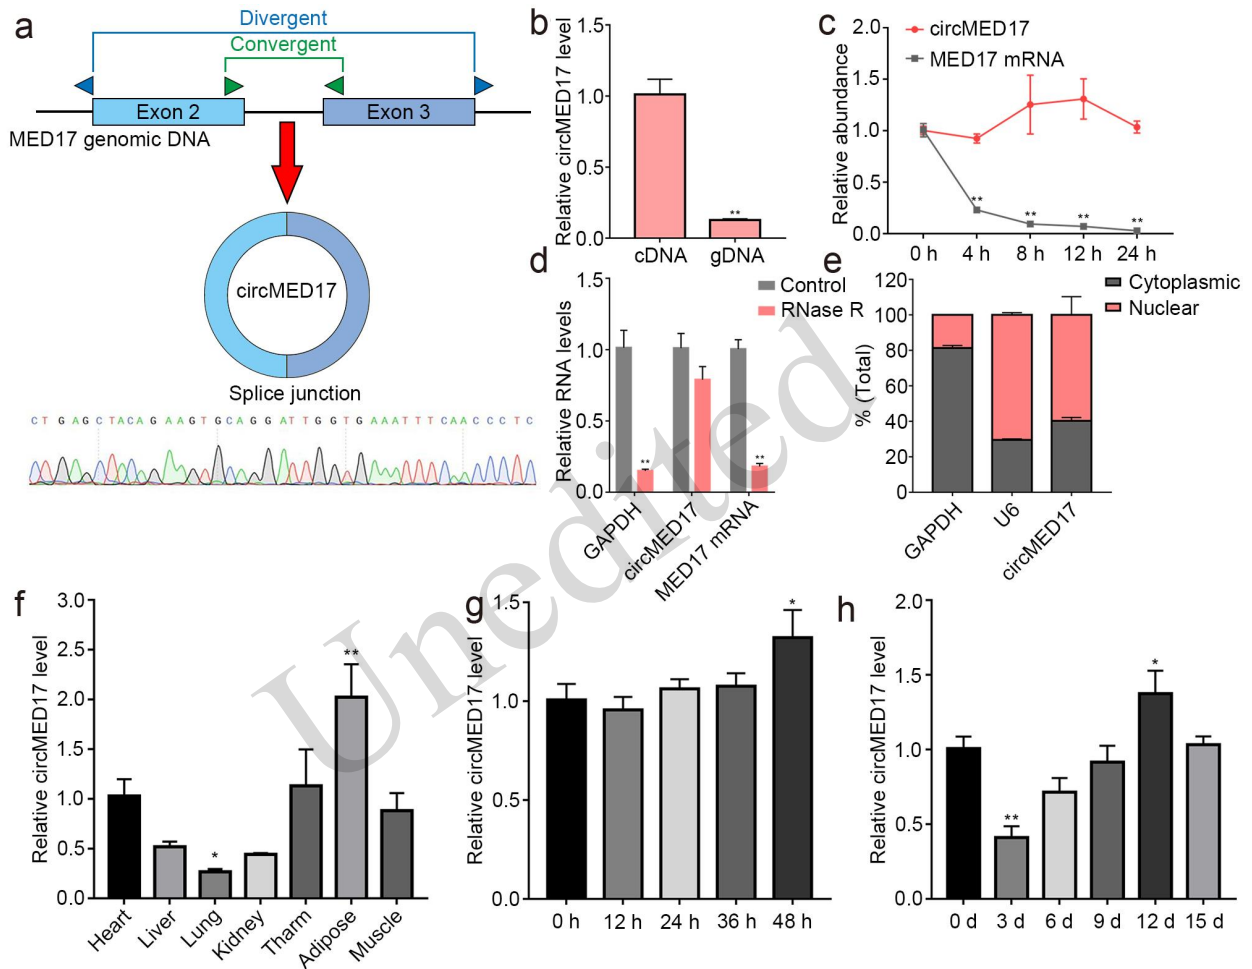 a
Divergent
Convergent
Exon 2
Exon 3
MED17 genomic DNA
circMED17
Splice junction
CTGAGCTACAGAAGTGCAGGATTGGTGAAATTTCAACCCTC
b
Relative circMED17 level
1.5
1.0
0.5
0.0
**
cDNA
gDNA
c
circMED17
MED17 mRNA
Relative abundance
2.0
1.5
1.0
0.5
0.0
**
**
**
**
0 h
4 h
8 h
12 h
24 h
d
Control
RNase R
Relative RNA levels
1.5
1.0
0.5
0.0
**
**
GAPDH
circMED17
MED17 mRNA
e
Cytoplasmic
Nuclear
% (Total)
120
100
80
60
40
20
0
GAPDH
U6
circMED17
f
Relative circMED17 level
3.0
2.5
2.0
1.5
1.0
0.5
0.0
*
**
Heart
Liver
Lung
Kidney
Tharm
Adipose
Muscle
g
Relative circMED17 level
1.5
1.0
0.5
0.0
*
0 h
12 h
24 h
36 h
48 h
h
Relative circMED17 level
2.0
1.5
1.0
0.5
0.0
**
*
0 d
3 d
6 d
9 d
12 d
15 d
Unedited